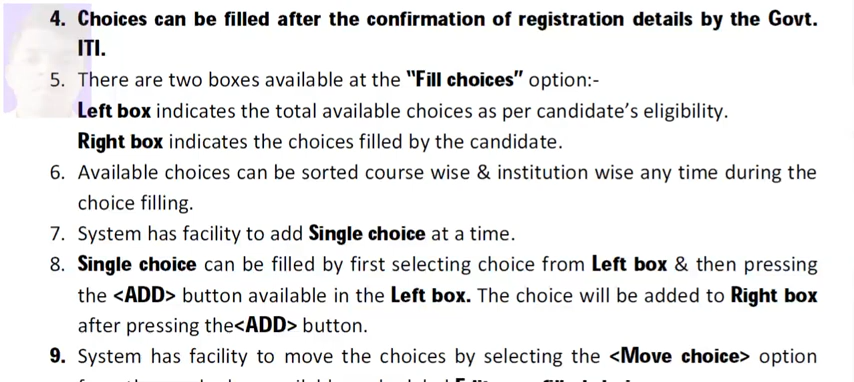 4. Choices can be filled after the confirmation of registration details by the Govt.
ITI.
5. There are two boxes available at the "Fill choices" option:-
Left box indicates the total available choices as per candidate's eligibility.
Right box indicates the choices filled by the candidate.
6. Available choices can be sorted course wise & institution wise any time during the
choice filling.
7. System has facility to add Single choice at a time.
8. Single choice can be filled by first selecting choice from Left box & then pressing
the <ADD> button available in the Left box. The choice will be added to Right box
after pressing the<ADD> button.
9. System has facility to move the choices by selecting the <Move choice> option